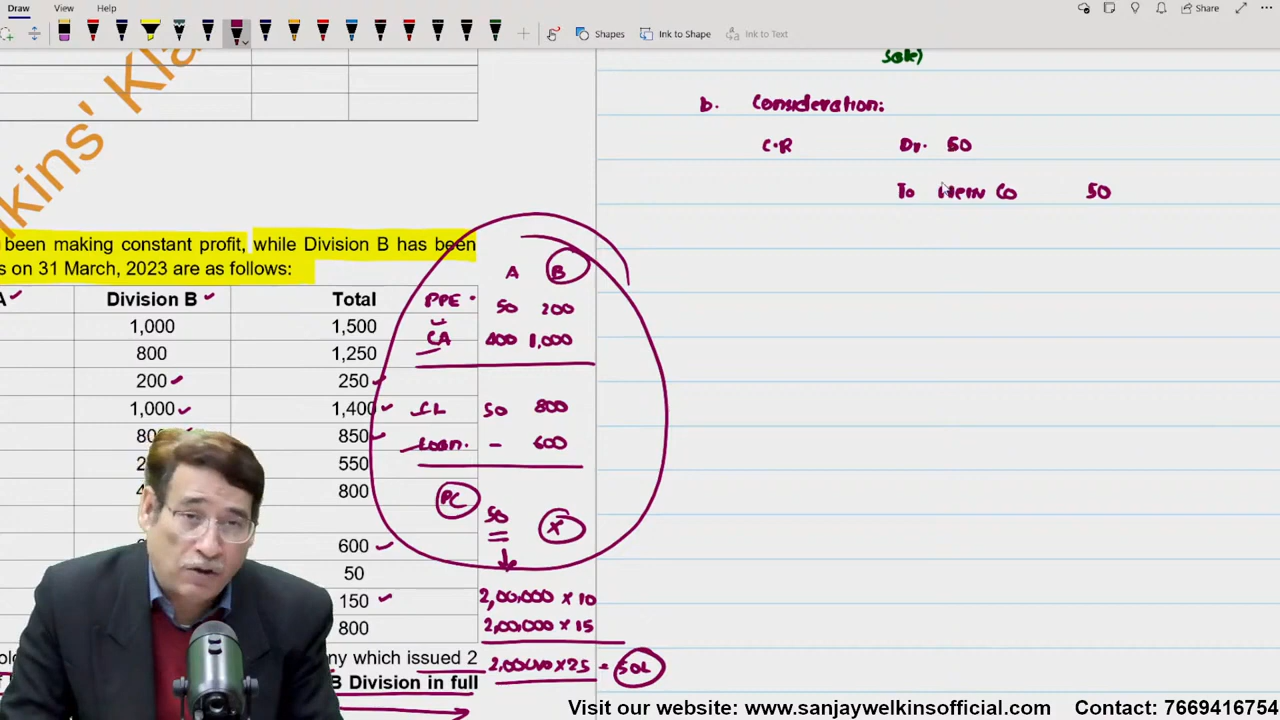 Draw View Help
Share
Shapes Ink to Shape Ink to Text
Sale)
kins' Kla
b. Consideration:
C.R Dr. 50
To New Co 50
been making constant profit, while Division B has been
s on 31 March, 2023 are as follows:
A B
A Division B Total PPE 50 200
1,000 1,500
CA 400 1,000
800 1,250
200 250
1,000 1,400 CL 50 800
80 850 Loan. - 600
2 550
4 800 PC 50 X
600
50
150 2,00,000 x 10
800 2,00,000 x 15
ny which issued 2 2,00,000 x 25 = 50L
B Division in full
Visit our website: www.sanjaywelkinsofficial.com Contact: 7669416754